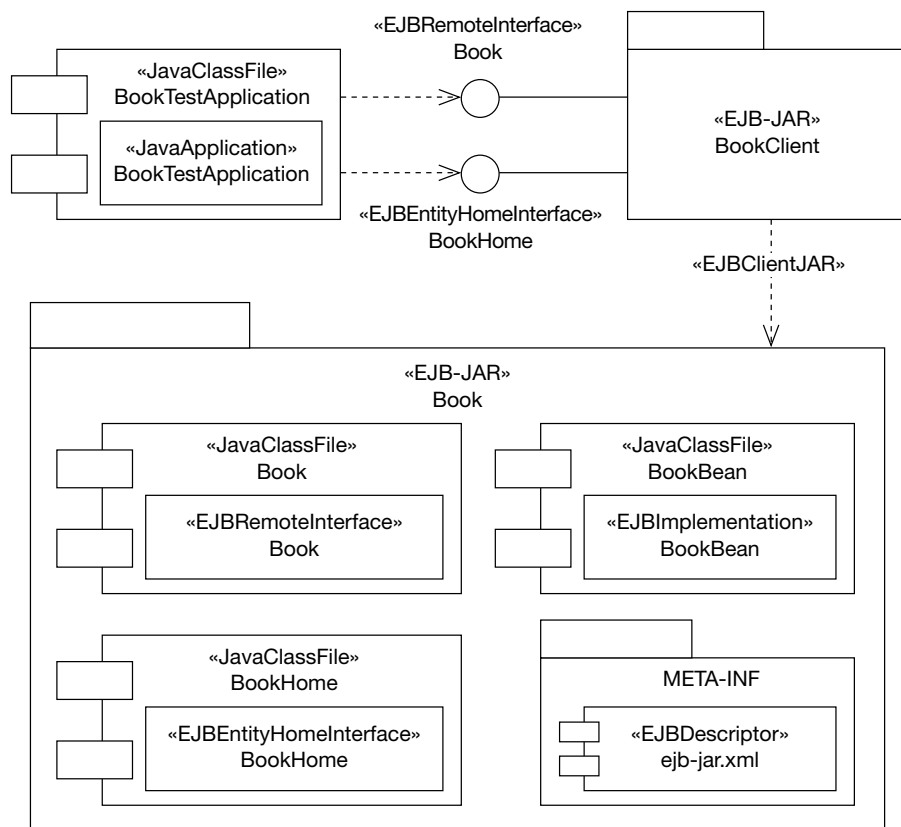 «EJBRemoteInterface»
Book
«JavaClassFile»
BookTestApplication
«JavaApplication»
BookTestApplication
«EJB-JAR»
BookClient
«EJBEntityHomeInterface»
BookHome
«EJBClientJAR»
«EJB-JAR»
Book
«JavaClassFile»
Book
«EJBRemoteInterface»
Book
«JavaClassFile»
BookBean
«EJBImplementation»
BookBean
«JavaClassFile»
BookHome
«EJBEntityHomeInterface»
BookHome
META-INF
«EJBDescriptor»
ejb-jar.xml